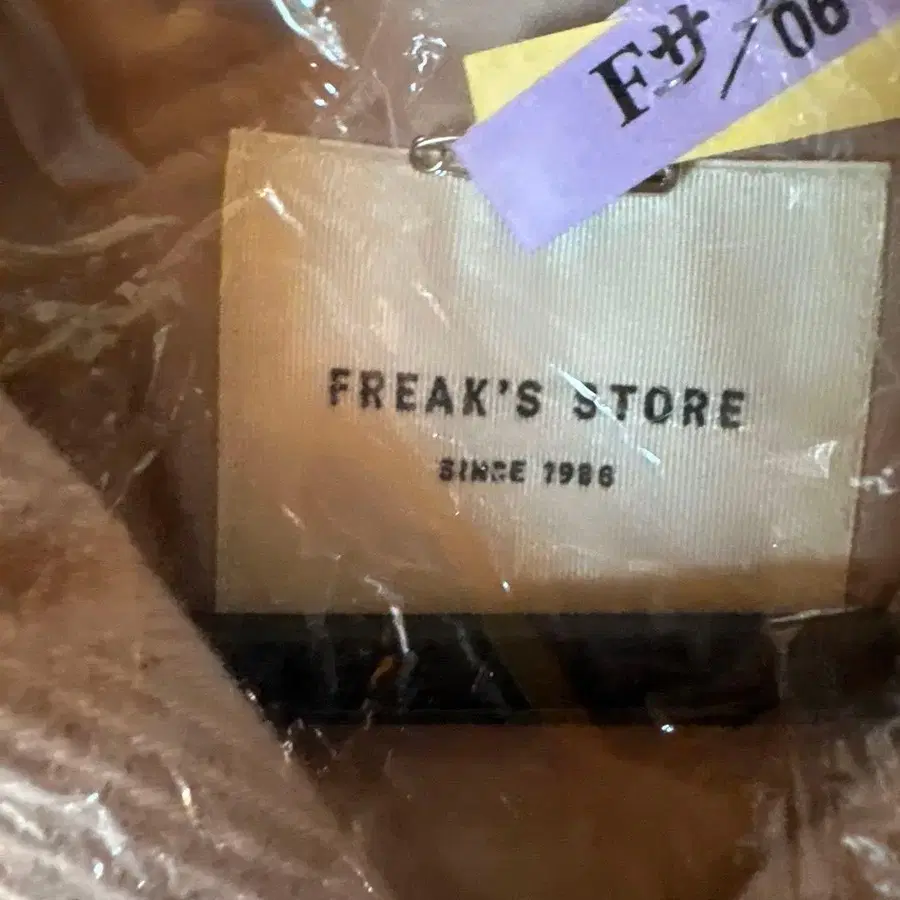 Fサ/06
FREAK'S STORE
SINCE 1986